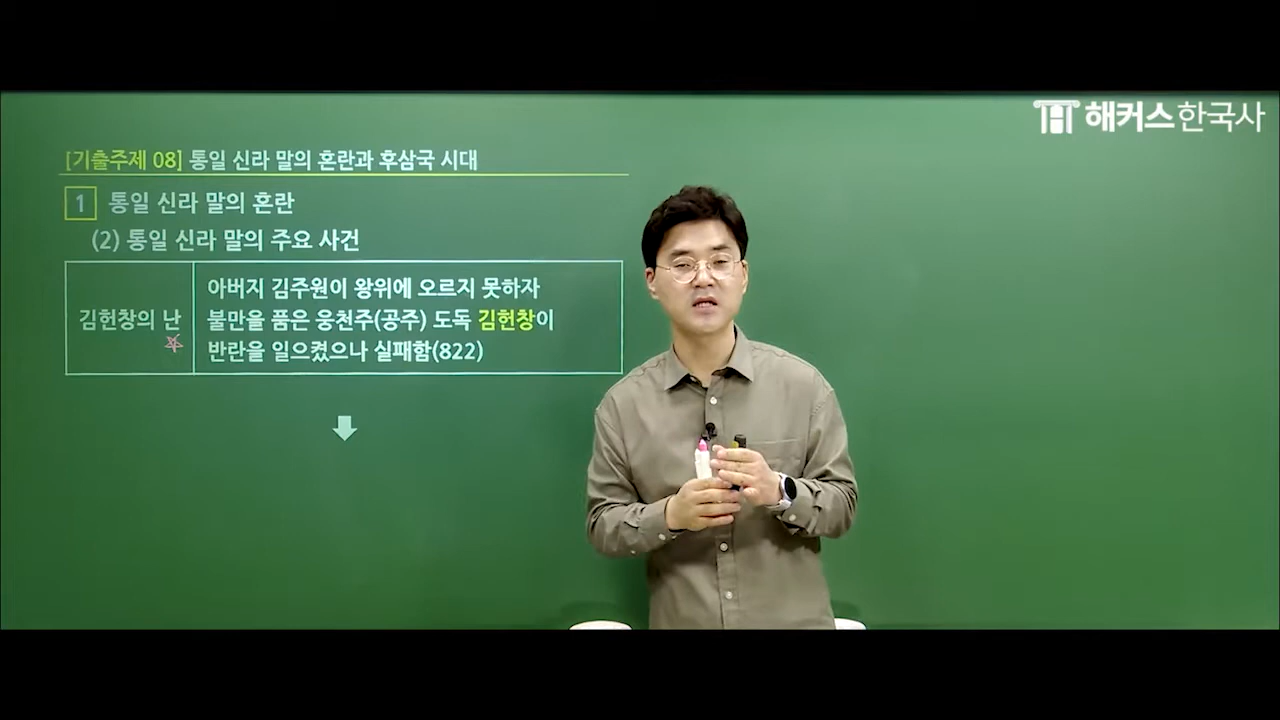 해커스한국사
[기출주제 08] 통일 신라 말의 혼란과 후삼국 시대
1 통일 신라 말의 혼란
(2) 통일 신라 말의 주요 사건
김헌창의 난
아버지 김주원이 왕위에 오르지 못하자
불만을 품은 웅천주(공주) 도독 김헌창이
반란을 일으켰으나 실패함(822)